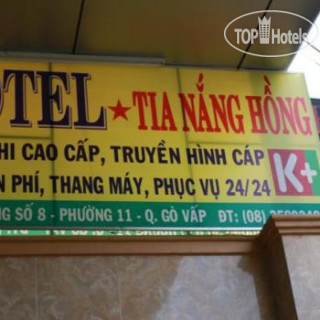 TOP Hotels
OTEL ★ TIA NẮNG HỒNG
HI CAO CẤP, TRUYỀN HÌNH CÁP
K+
N PHÍ, THANG MÁY, PHỤC VỤ 24/24
NG SỐ 8 - PHƯỜNG 11 - Q. GÒ VẤP ĐT: (08)